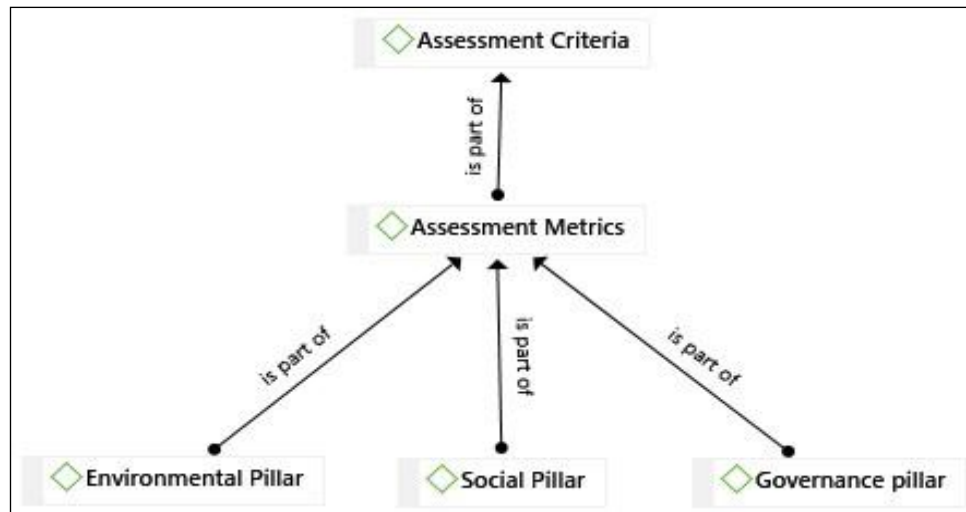 Assessment Criteria
is part of
Assessment Metrics
is part of
is part of
is part of
Environmental Pillar
Social Pillar
Governance pillar